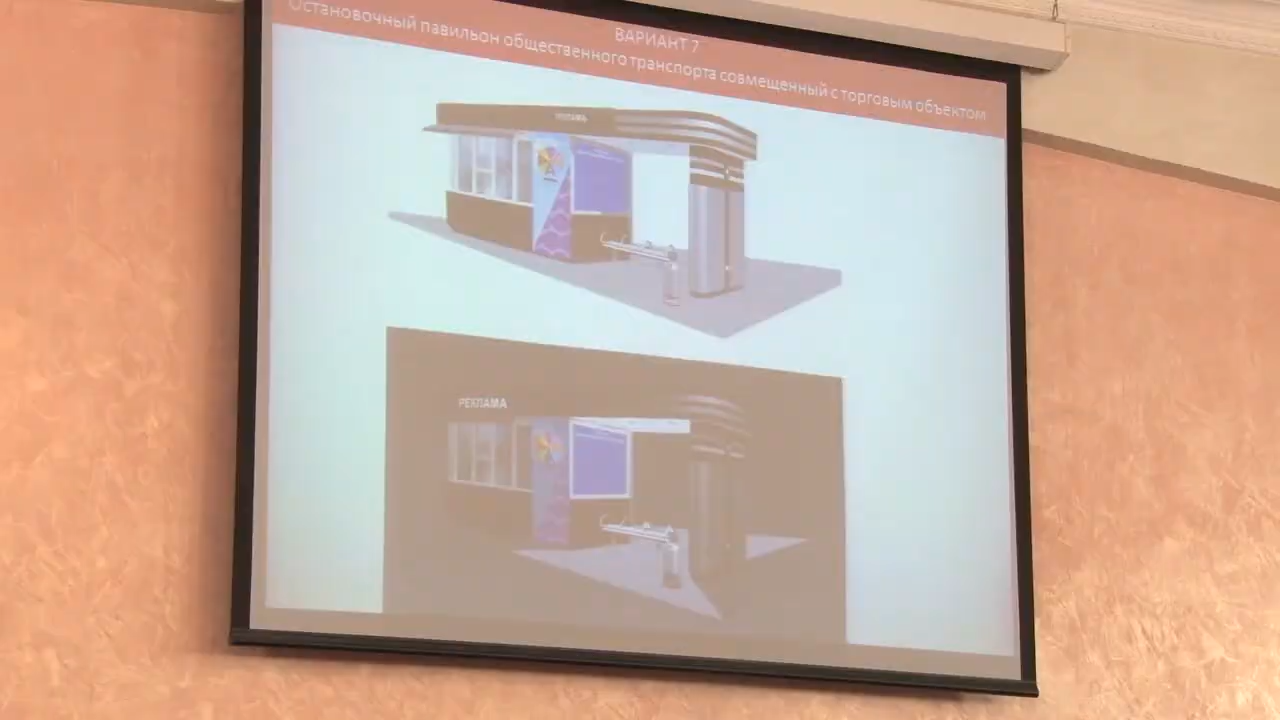 ВАРИАНТ 7
Остановочный павильон общественного транспорта совмещенный с торговым объектом
РЕКЛАМА
РЕКЛАМА